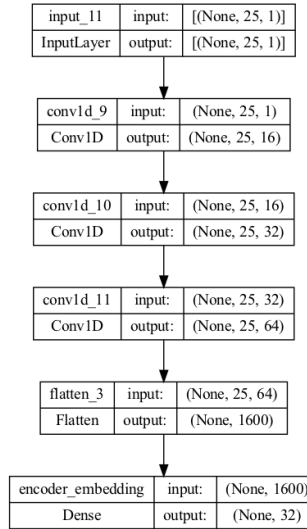 input_11 input: [(None, 25, 1)]
InputLayer output: [(None, 25, 1)]
conv1d_9 input: (None, 25, 1)
Conv1D output: (None, 25, 16)
conv1d_10 input: (None, 25, 16)
Conv1D output: (None, 25, 32)
conv1d_11 input: (None, 25, 32)
Conv1D output: (None, 25, 64)
flatten_3 input: (None, 25, 64)
Flatten output: (None, 1600)
encoder_embedding input: (None, 1600)
Dense output: (None, 32)